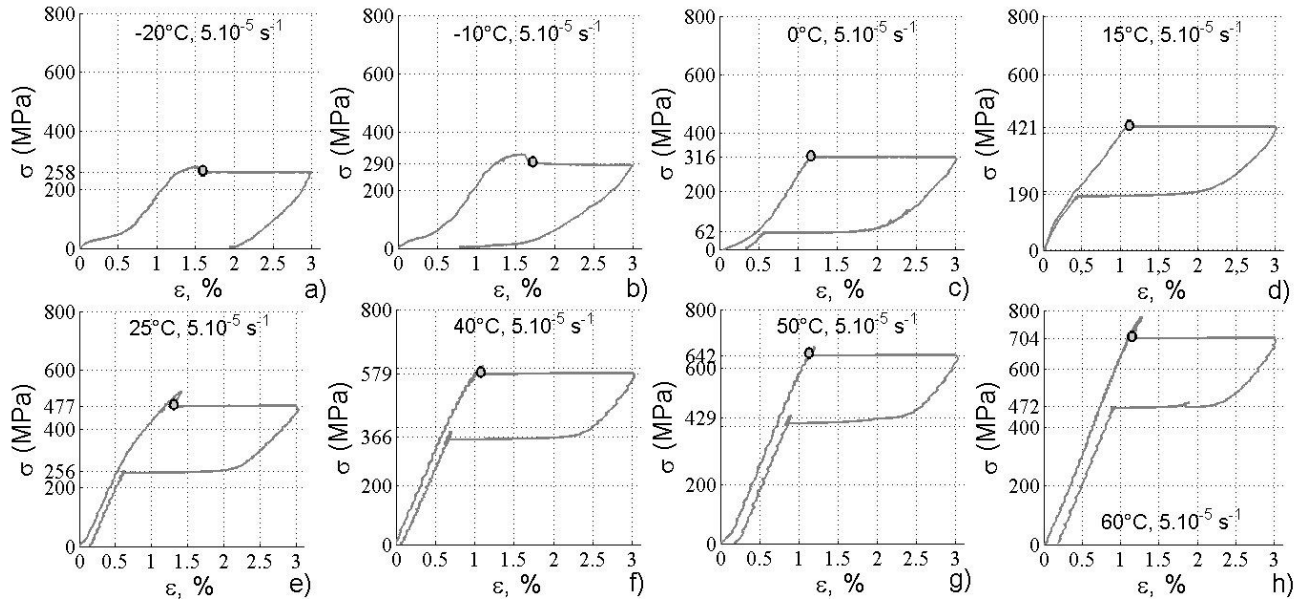 800
-20°C, 5.10⁻⁵ s⁻¹
600
σ (MPa)
400
258
200
0
0 0.5 1 1.5 2 2.5 3
ε, %
a)
800
-10°C, 5.10⁻⁵ s⁻¹
600
σ (MPa)
400
290
200
0
0 0.5 1 1.5 2 2.5 3
ε, %
b)
800
0°C, 5.10⁻⁵ s⁻¹
600
σ (MPa)
400
316
200
62
0
0 0.5 1 1.5 2 2.5 3
ε, %
c)
800
15°C, 5.10⁻⁵ s⁻¹
600
σ (MPa)
421
190
0
0 0,5 1 1,5 2 2,5 3
ε, %
d)
800
25°C, 5.10⁻⁵ s⁻¹
600
σ (MPa)
477
400
256
200
0
0 0.5 1 1.5 2 2.5 3
ε, %
e)
800
40°C, 5.10⁻⁵ s⁻¹
579
σ (MPa)
366
200
0
0 0.5 1 1.5 2 2.5 3
ε, %
f)
800
50°C, 5.10⁻⁵ s⁻¹
642
σ (MPa)
429
200
0
0 0.5 1 1.5 2 2.5 3
ε, %
g)
800
704
600
σ (MPa)
472
400
200
60°C, 5.10⁻⁵ s⁻¹
0
0 0.5 1 1.5 2 2.5 3
ε, %
h)